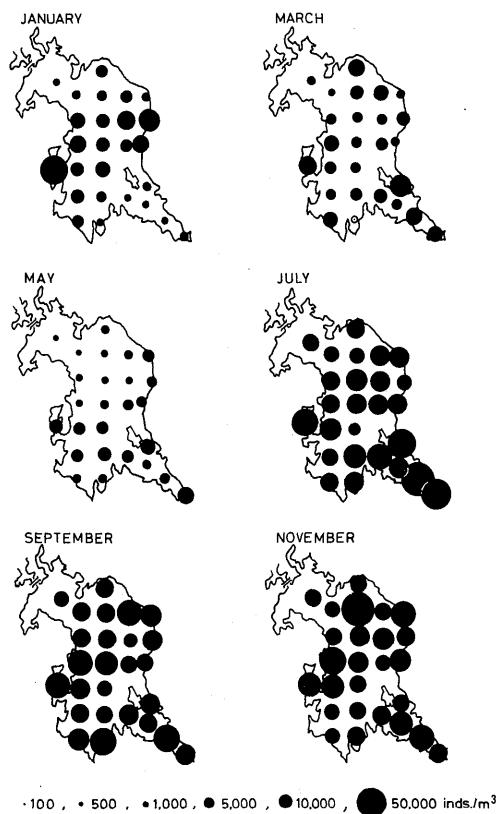 JANUARY
MARCH
MAY
JULY
SEPTEMBER
NOVEMBER
100 , 500 , 1,000 , 5,000 , 10,000 , 50,000 inds./m³